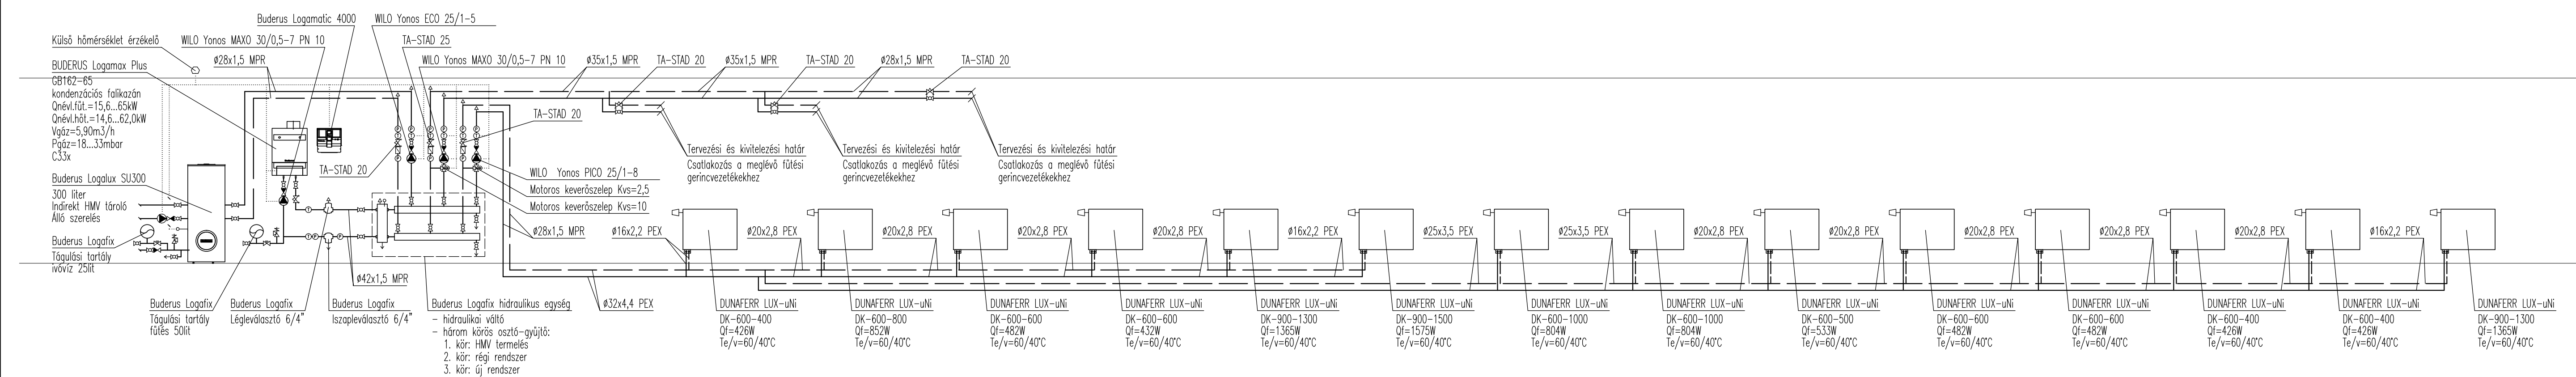 Buderus Logamatic 4000
WILO Yonos ECO 25/1-5
Külső hőmérséklet érzékelő
WILO Yonos MAXO 30/0,5-7 PN 10
TA-STAD 25
BUDERUS Logamax Plus
ø28x1,5 MPR
WILO Yonos MAXO 30/0,5-7 PN 10
ø35x1,5 MPR
TA-STAD 20
ø35x1,5 MPR
TA-STAD 20
ø28x1,5 MPR
TA-STAD 20
GB162-65
kondenzációs falikazán
Qnévl.fűt.=15,6...65kW
Qnévl.hőt.=14,6...62,0kW
Vgáz=5,90m3/h
Pgáz=18...33mbar
C33x
TA-STAD 20
TA-STAD 20
Tervezési és kivitelezési határ
Csatlakozás a meglévő fűtési
gerincvezetékekhez
Tervezési és kivitelezési határ
Csatlakozás a meglévő fűtési
gerincvezetékekhez
Tervezési és kivitelezési határ
Csatlakozás a meglévő fűtési
gerincvezetékekhez
WILO Yonos PICO 25/1-8
Motoros keverőszelep Kvs=2,5
Motoros keverőszelep Kvs=10
Buderus Logalux SU300
300 liter
Indirekt HMV tároló
Álló szerelés
Buderus Logafix
Tágulási tartály
ivóvíz 25lit
ø28x1,5 MPR
ø16x2,2 PEX
ø20x2,8 PEX
ø20x2,8 PEX
ø20x2,8 PEX
ø20x2,8 PEX
ø16x2,2 PEX
ø25x3,5 PEX
ø25x3,5 PEX
ø20x2,8 PEX
ø20x2,8 PEX
ø20x2,8 PEX
ø20x2,8 PEX
ø20x2,8 PEX
ø16x2,2 PEX
ø42x1,5 MPR
Buderus Logafix
Tágulási tartály
fűtés 50lit
Buderus Logafix
Légleválasztó 6/4"
Buderus Logafix
Iszapleválasztó 6/4"
Buderus Logafix hidraulikus egység
- hidraulikai váltó
- három körös osztó-gyűjtő:
1. kör: HMV termelés
2. kör: régi rendszer
3. kör: új rendszer
ø32x4,4 PEX
DUNAFERR LUX-uNi
DK-600-400
Qf=426W
Te/v=60/40°C
DUNAFERR LUX-uNi
DK-600-800
Qf=852W
Te/v=60/40°C
DUNAFERR LUX-uNi
DK-600-600
Qf=482W
Te/v=60/40°C
DUNAFERR LUX-uNi
DK-600-600
Qf=432W
Te/v=60/40°C
DUNAFERR LUX-uNi
DK-900-1300
Qf=1365W
Te/v=60/40°C
DUNAFERR LUX-uNi
DK-900-1500
Qf=1575W
Te/v=60/40°C
DUNAFERR LUX-uNi
DK-600-1000
Qf=804W
Te/v=60/40°C
DUNAFERR LUX-uNi
DK-600-1000
Qf=804W
Te/v=60/40°C
DUNAFERR LUX-uNi
DK-600-500
Qf=533W
Te/v=60/40°C
DUNAFERR LUX-uNi
DK-600-600
Qf=482W
Te/v=60/40°C
DUNAFERR LUX-uNi
DK-600-600
Qf=482W
Te/v=60/40°C
DUNAFERR LUX-uNi
DK-600-400
Qf=426W
Te/v=60/40°C
DUNAFERR LUX-uNi
DK-600-400
Qf=426W
Te/v=60/40°C
DUNAFERR LUX-uNi
DK-900-1300
Qf=1365W
Te/v=60/40°C